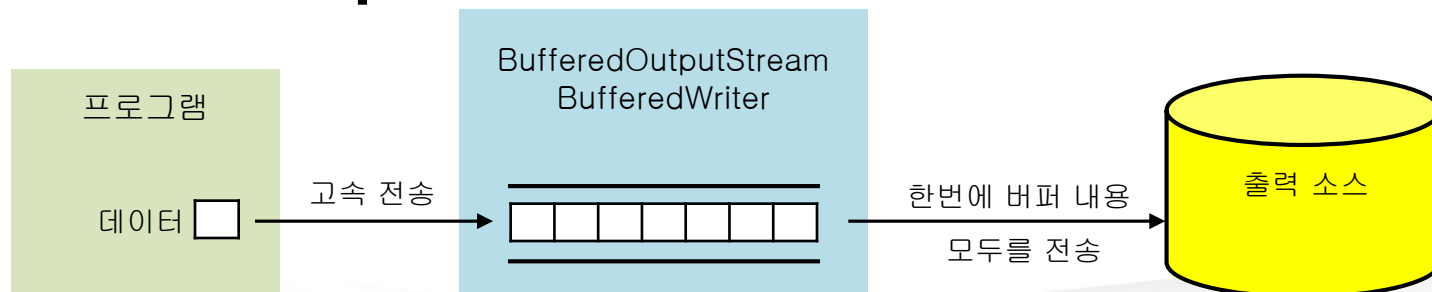 BufferedOutputStream
BufferedWriter
프로그램
데이터
고속 전송
한번에 버퍼 내용
모두를 전송
출력 소스